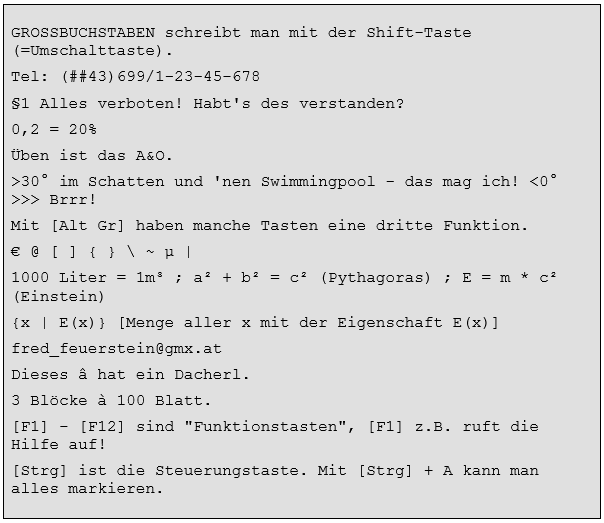 GROSSBUCHSTABEN schreibt man mit der Shift-Taste
(=Umschalttaste).
Tel: (##43)699/1-23-45-678
§1 Alles verboten! Habt's des verstanden?
0,2 = 20%
Üben ist das A&O.
>30° im Schatten und 'nen Swimmingpool - das mag ich! <0°
>>> Brrr!
Mit [Alt Gr] haben manche Tasten eine dritte Funktion.
€ @ [ ] { } \ ~ µ |
1000 Liter = 1m³ ; a² + b² = c² (Pythagoras) ; E = m * c²
(Einstein)
{x | E(x)} [Menge aller x mit der Eigenschaft E(x)]
fred_feuerstein@gmx.at
Dieses â hat ein Dacherl.
3 Blöcke à 100 Blatt.
[F1] - [F12] sind "Funktionstasten", [F1] z.B. ruft die
Hilfe auf!
[Strg] ist die Steuerungstaste. Mit [Strg] + A kann man
alles markieren.